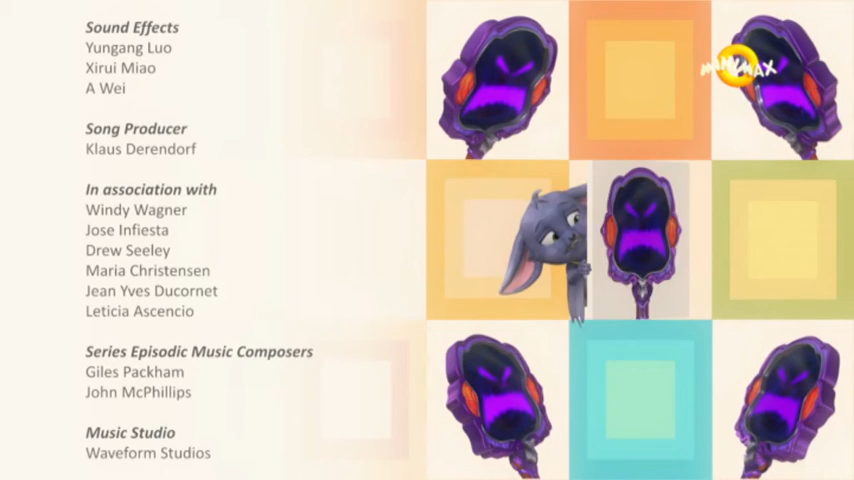 Sound Effects
Yungang Luo
Xirui Miao
A Wei
Song Producer
Klaus Derendorf
In association with
Windy Wagner
Jose Infiesta
Drew Seeley
Maria Christensen
Jean Yves Ducornet
Leticia Ascencio
Series Episodic Music Composers
Giles Packham
John McPhillips
Music Studio
Waveform Studios
MINIMAX